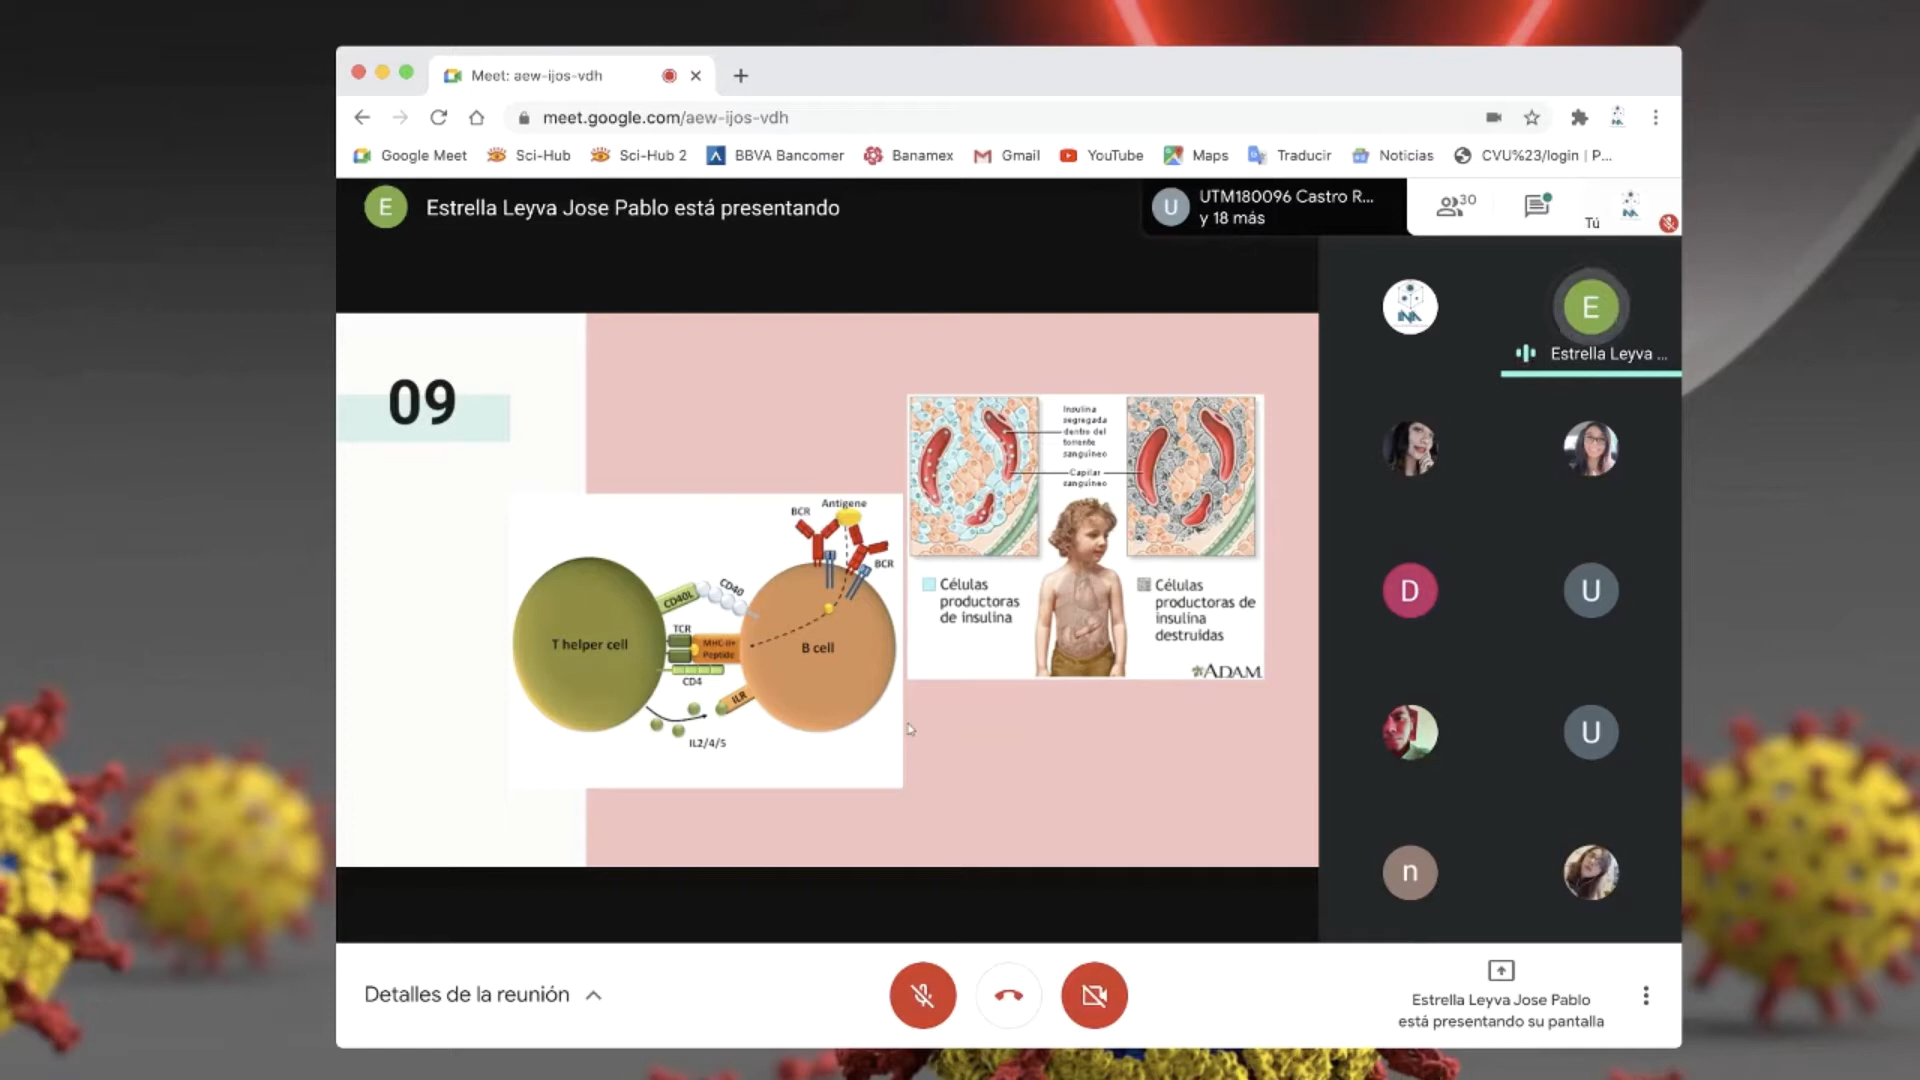 Meet: aew-ijos-vdh
meet.google.com/aew-ijos-vdh
Google Meet
Sci-Hub
Sci-Hub 2
BBVA Bancomer
Banamex
Gmail
YouTube
Maps
Traducir
Noticias
CVU%23/login | P...
E
Estrella Leyva Jose Pablo está presentando
U
UTM180096 Castro R...
y 18 más
30
Tú
INA
E
Estrella Leyva ...
09
Insulina
segregada
dentro del
torrente
sanguíneo
Capilar
sanguíneo
Células
productoras
de insulina
Células
productoras de
insulina
destruidas
ADAM
Antigene
BCR
BCR
CD40
CD40L
TCR
MHC-II+
Peptide
T helper cell
B cell
CD4
ILR
IL2/4/5
D
U
U
n
Detalles de la reunión
Estrella Leyva Jose Pablo
está presentando su pantalla